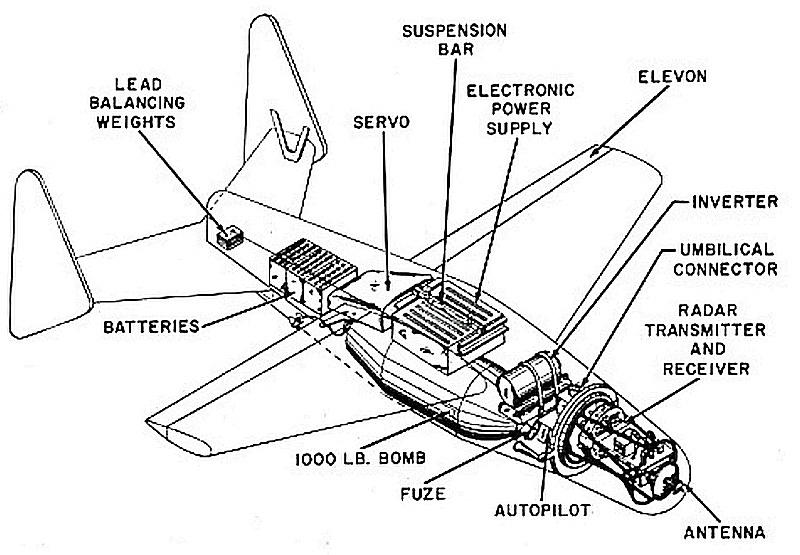 SUSPENSION
BAR
LEAD
BALANCING
WEIGHTS
SERVO
ELECTRONIC
POWER
SUPPLY
ELEVON
INVERTER
UMBILICAL
CONNECTOR
RADAR
TRANSMITTER
AND
RECEIVER
BATTERIES
1000 LB. BOMB
FUZE
AUTOPILOT
ANTENNA